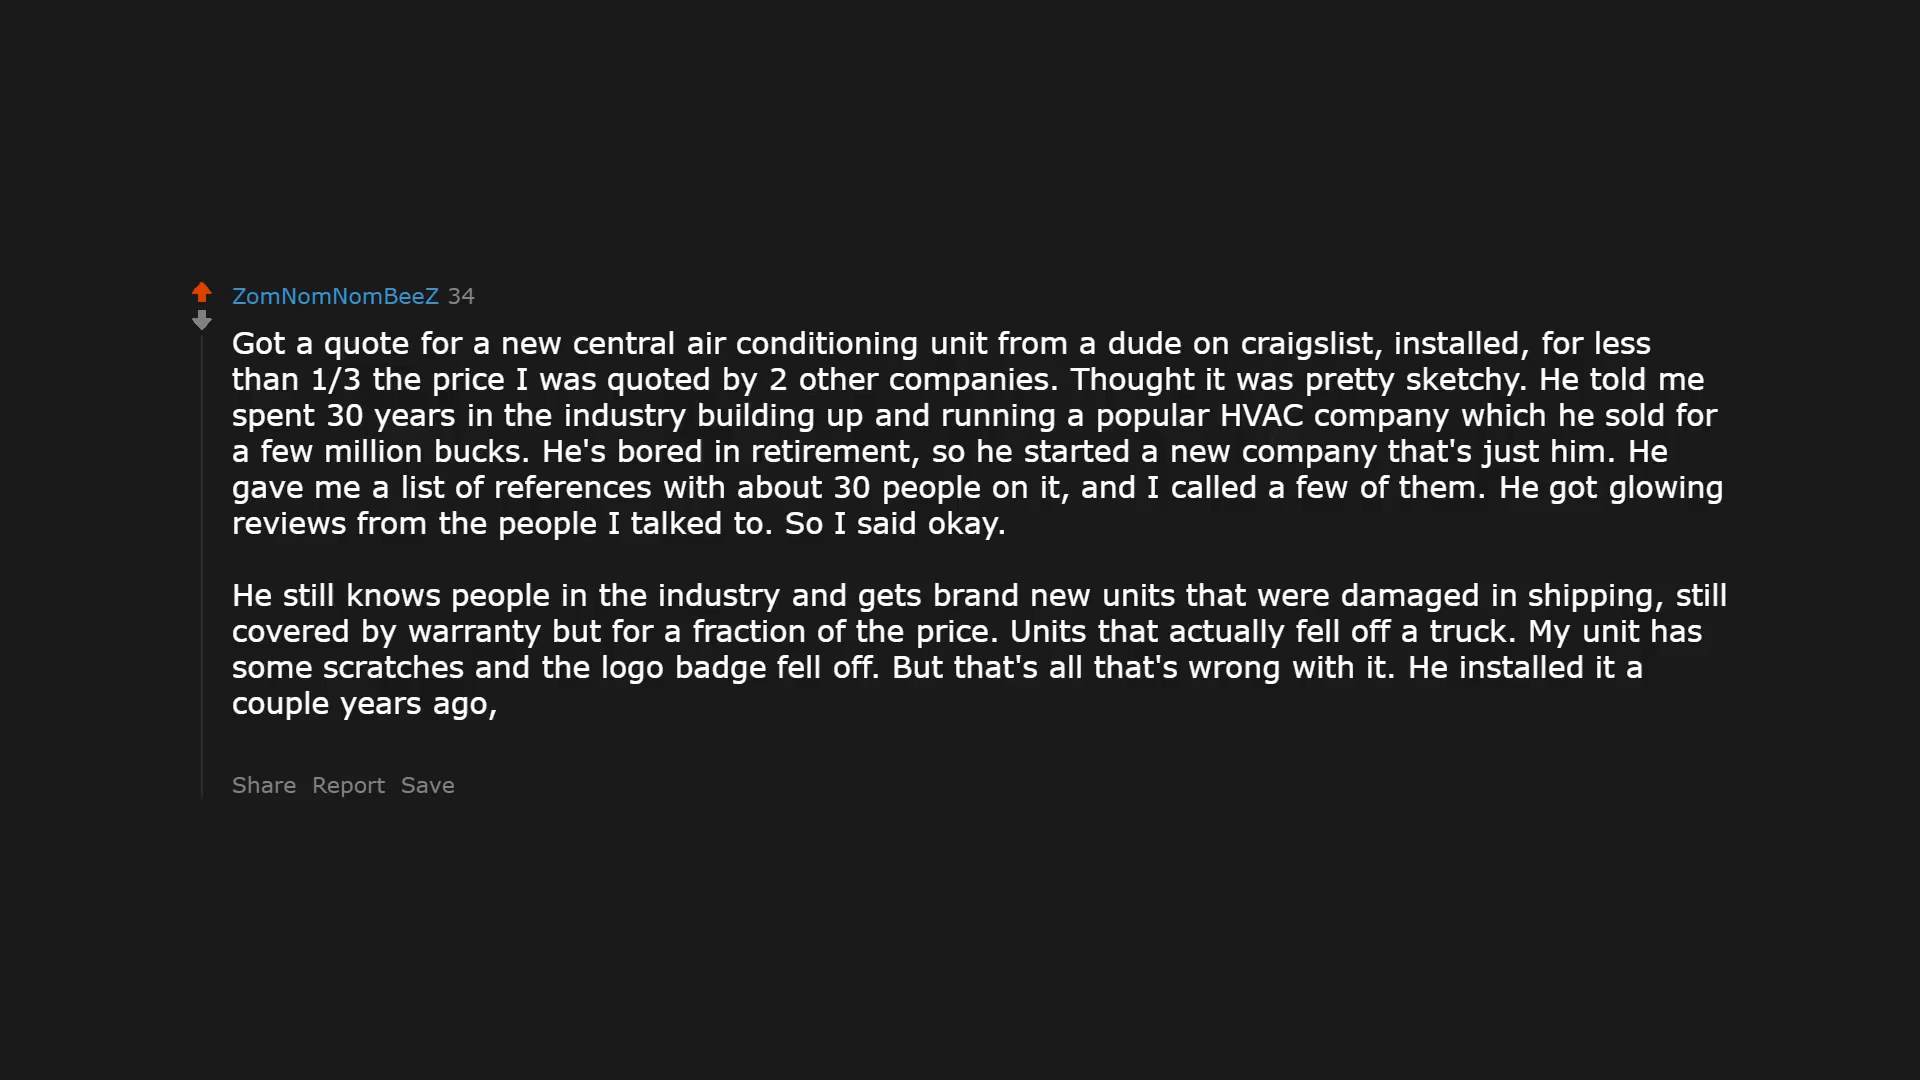 ZomNomNomBeeZ 34
Got a quote for a new central air conditioning unit from a dude on craigslist, installed, for less
than 1/3 the price I was quoted by 2 other companies. Thought it was pretty sketchy. He told me
spent 30 years in the industry building up and running a popular HVAC company which he sold for
a few million bucks. He's bored in retirement, so he started a new company that's just him. He
gave me a list of references with about 30 people on it, and I called a few of them. He got glowing
reviews from the people I talked to. So I said okay.
He still knows people in the industry and gets brand new units that were damaged in shipping, still
covered by warranty but for a fraction of the price. Units that actually fell off a truck. My unit has
some scratches and the logo badge fell off. But that's all that's wrong with it. He installed it a
couple years ago,
Share Report Save